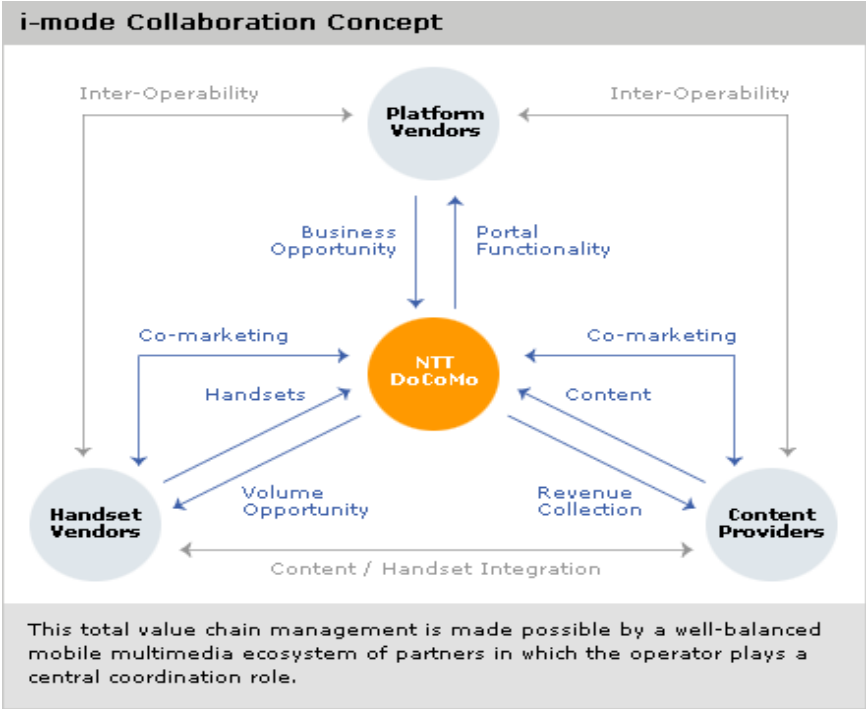 i-mode Collaboration Concept
Inter-Operability
Inter-Operability
Platform
Vendors
Business
Opportunity
Portal
Functionality
Co-marketing
Co-marketing
NTT
DoCoMo
Handsets
Content
Volume
Opportunity
Revenue
Collection
Handset
Vendors
Content
Providers
Content / Handset Integration
This total value chain management is made possible by a well-balanced
mobile multimedia ecosystem of partners in which the operator plays a
central coordination role.